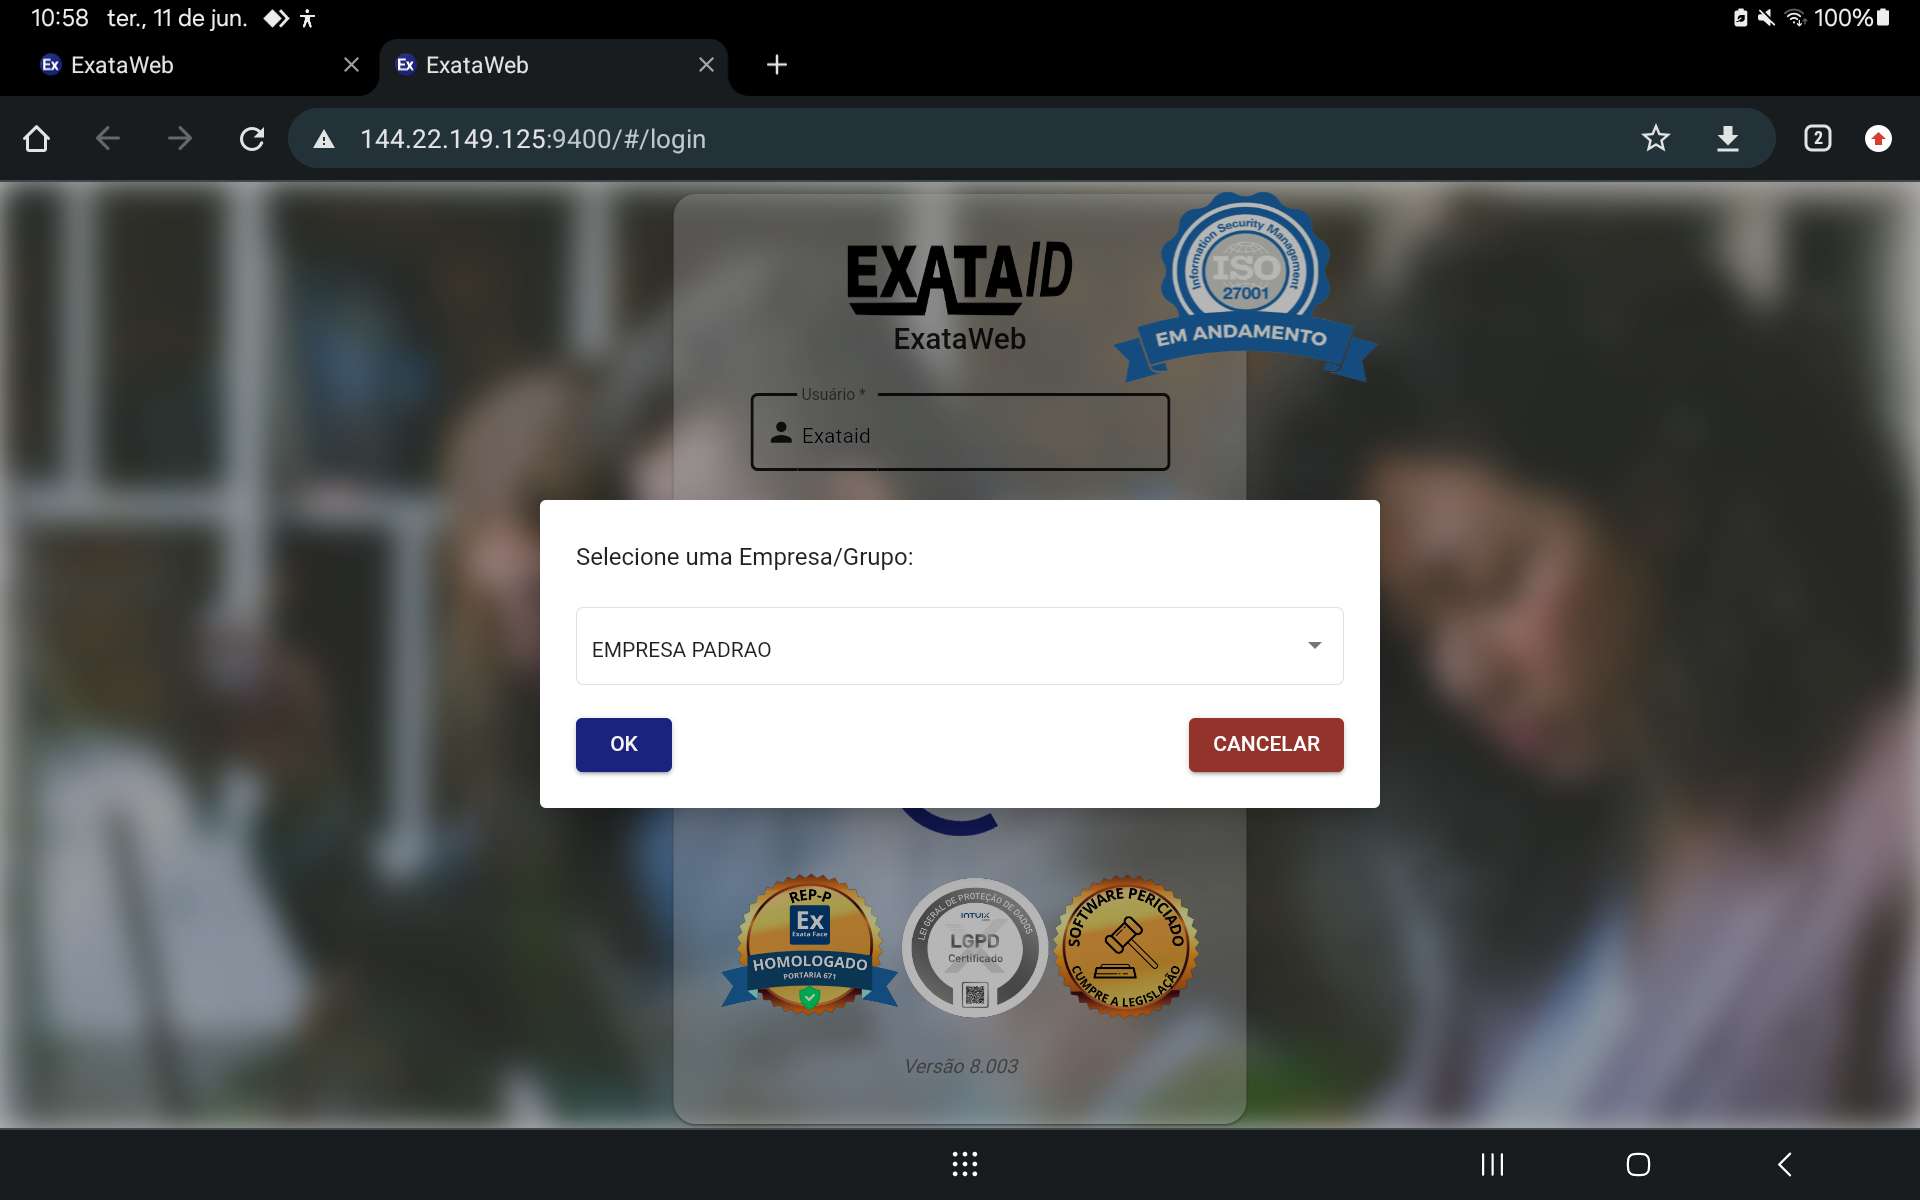 10:58 ter., 11 de jun.
100%
Ex ExataWeb
Ex ExataWeb
144.22.149.125:9400/#/login
2
EXATAID
ExataWeb
Information Security Management
ISO
27001
EM ANDAMENTO
Usuário *
Exataid
Selecione uma Empresa/Grupo:
EMPRESA PADRAO
OK
CANCELAR
REP-P
Ex
Exata Face
HOMOLOGADO
PORTARIA 671
LEI GERAL DE PROTEÇÃO DE DADOS
INTUIX
LGPD
Certificado
SOFTWARE PERICIADO
CUMPRE A LEGISLAÇÃO
Versão 8.003